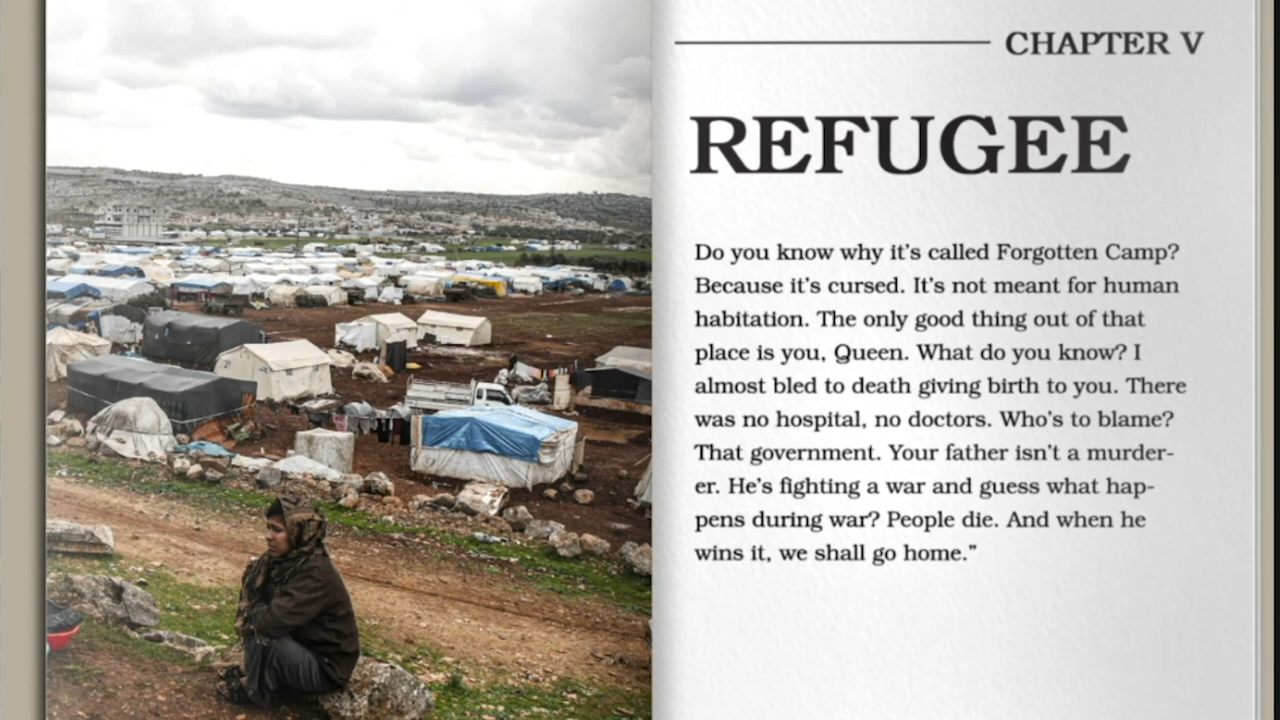 CHAPTER V
REFUGEE
Do you know why it's called Forgotten Camp?
Because it's cursed. It's not meant for human
habitation. The only good thing out of that
place is you, Queen. What do you know? I
almost bled to death giving birth to you. There
was no hospital, no doctors. Who's to blame?
That government. Your father isn't a murder-
er. He's fighting a war and guess what hap-
pens during war? People die. And when he
wins it, we shall go home.”